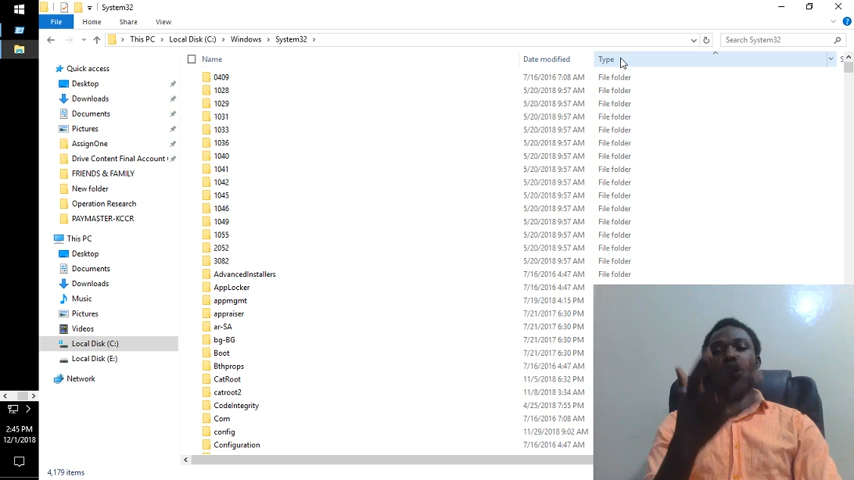 System32
File Home Share View
This PC Local Disk (C:) Windows System32 Search System32
Name Date modified Type
Quick access
Desktop
Downloads
Documents
Pictures
AssignOne
Drive Content Final Account
FRIENDS & FAMILY
New folder
Operation Research
PAYMASTER-KCCR
This PC
Desktop
Documents
Downloads
Music
Pictures
Videos
Local Disk (C:)
Local Disk (E:)
Network
0409 7/16/2016 7:08 AM File folder
1028 5/20/2018 9:57 AM File folder
1029 5/20/2018 9:57 AM File folder
1031 5/20/2018 9:57 AM File folder
1033 5/20/2018 9:57 AM File folder
1036 5/20/2018 9:57 AM File folder
1040 5/20/2018 9:57 AM File folder
1041 5/20/2018 9:57 AM File folder
1042 5/20/2018 9:57 AM File folder
1045 5/20/2018 9:57 AM File folder
1046 5/20/2018 9:57 AM File folder
1049 5/20/2018 9:57 AM File folder
1055 5/20/2018 9:57 AM File folder
2052 5/20/2018 9:57 AM File folder
3082 5/20/2018 9:57 AM File folder
AdvancedInstallers 7/16/2016 4:47 AM File folder
AppLocker 7/16/2016 4:47 AM
appmgmt 7/19/2018 4:15 PM
appraiser 7/21/2017 6:30 PM
ar-SA 7/21/2017 6:30 PM
bg-BG 7/21/2017 6:30 PM
Boot 7/21/2017 6:30 PM
Bthprops 7/16/2016 4:47 AM
CatRoot 11/5/2018 6:32 PM
catroot2 11/8/2018 3:34 AM
CodeIntegrity 4/25/2018 7:55 PM
Com 7/16/2016 7:08 AM
config 11/29/2018 9:02 AM
Configuration 7/16/2016 4:47 AM
4,179 items
2:45 PM
12/1/2018